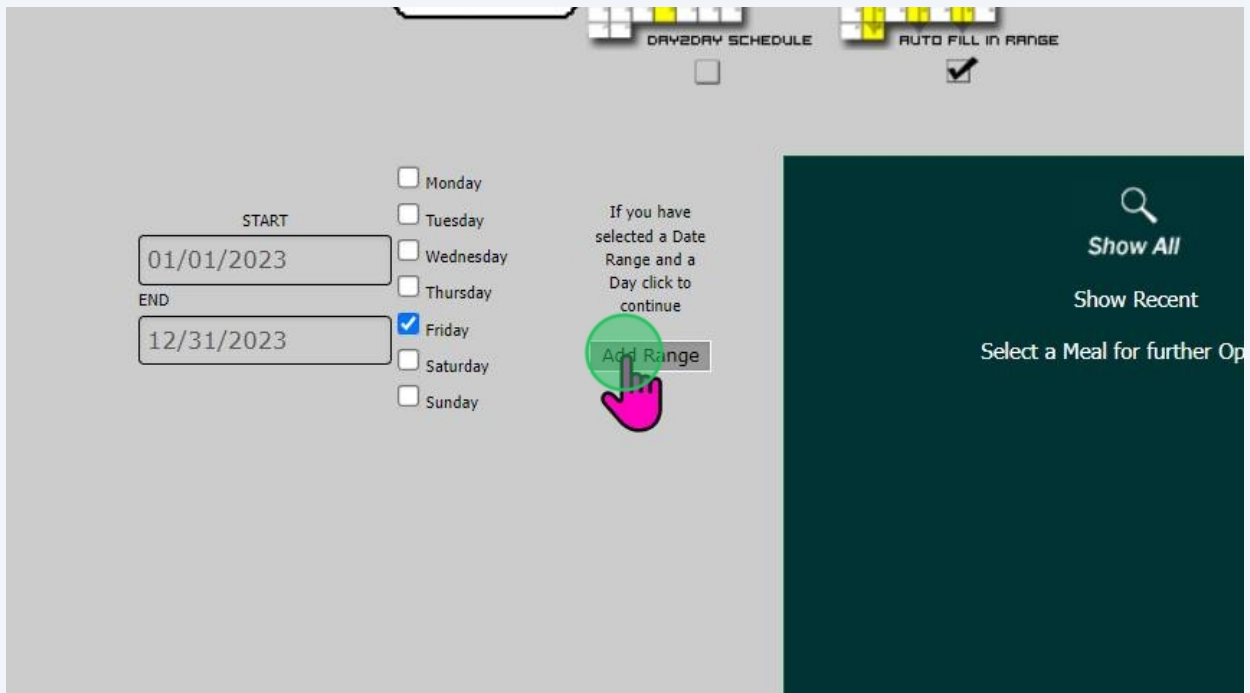 DAY2DAY SCHEDULE
AUTO FILL IN RANGE
START
01/01/2023
END
12/31/2023
Monday
Tuesday
Wednesday
Thursday
Friday
Saturday
Sunday
If you have
selected a Date
Range and a
Day click to
continue
Add Range
Show All
Show Recent
Select a Meal for further Op